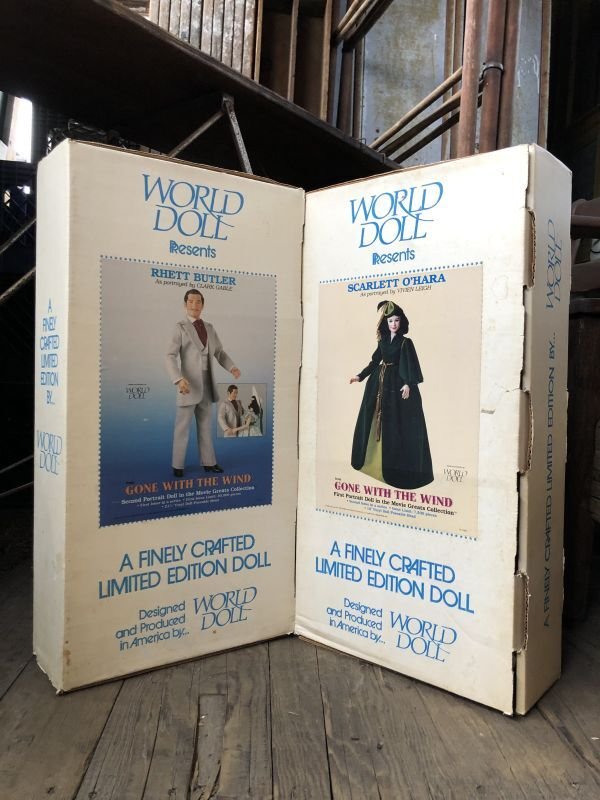 A
FINELY
CRAFTED
LIMITED
EDITION
BY...
WORLD
DOLL
WORLD
DOLL
Presents
RHETT BUTLER
As portrayed by CLARK GABLE
WORLD
DOLL
GONE WITH THE WIND
Second Portrait Doll in the Movie Greats Collection
A FINELY CRAFTED
LIMITED EDITION DOLL
Designed
and Produced
in America by...
WORLD
DOLL
WORLD
DOLL
Presents
SCARLETT O'HARA
As portrayed by VIVIEN LEIGH
WORLD
DOLL
GONE WITH THE WIND
First Portrait Doll in the Movie Greats Collection
A FINELY CRAFTED
LIMITED EDITION DOLL
Designed
and Produced
in America by...
WORLD
DOLL
A FINELY CRAFTED LIMITED EDITION BY...
WORLD
DOLL